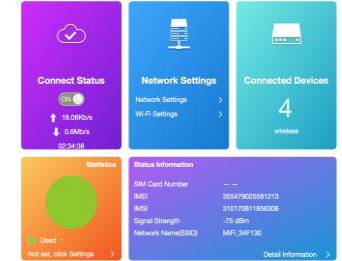 Connect Status
ON
18.06Kb/s
0.6Mb/s
02:34:38
Network Settings
Network Settings >
Wi-Fi Settings >
Connected Devices
4
wireless
Statistics
Used :
Not set, click Settings >
Status Information
SIM Card Number — —
IMEI 355479025581213
IMSI 310170811856306
Signal Strength -75 dBm
Network Name(SSID) MiFi_34F130
Detail Information >